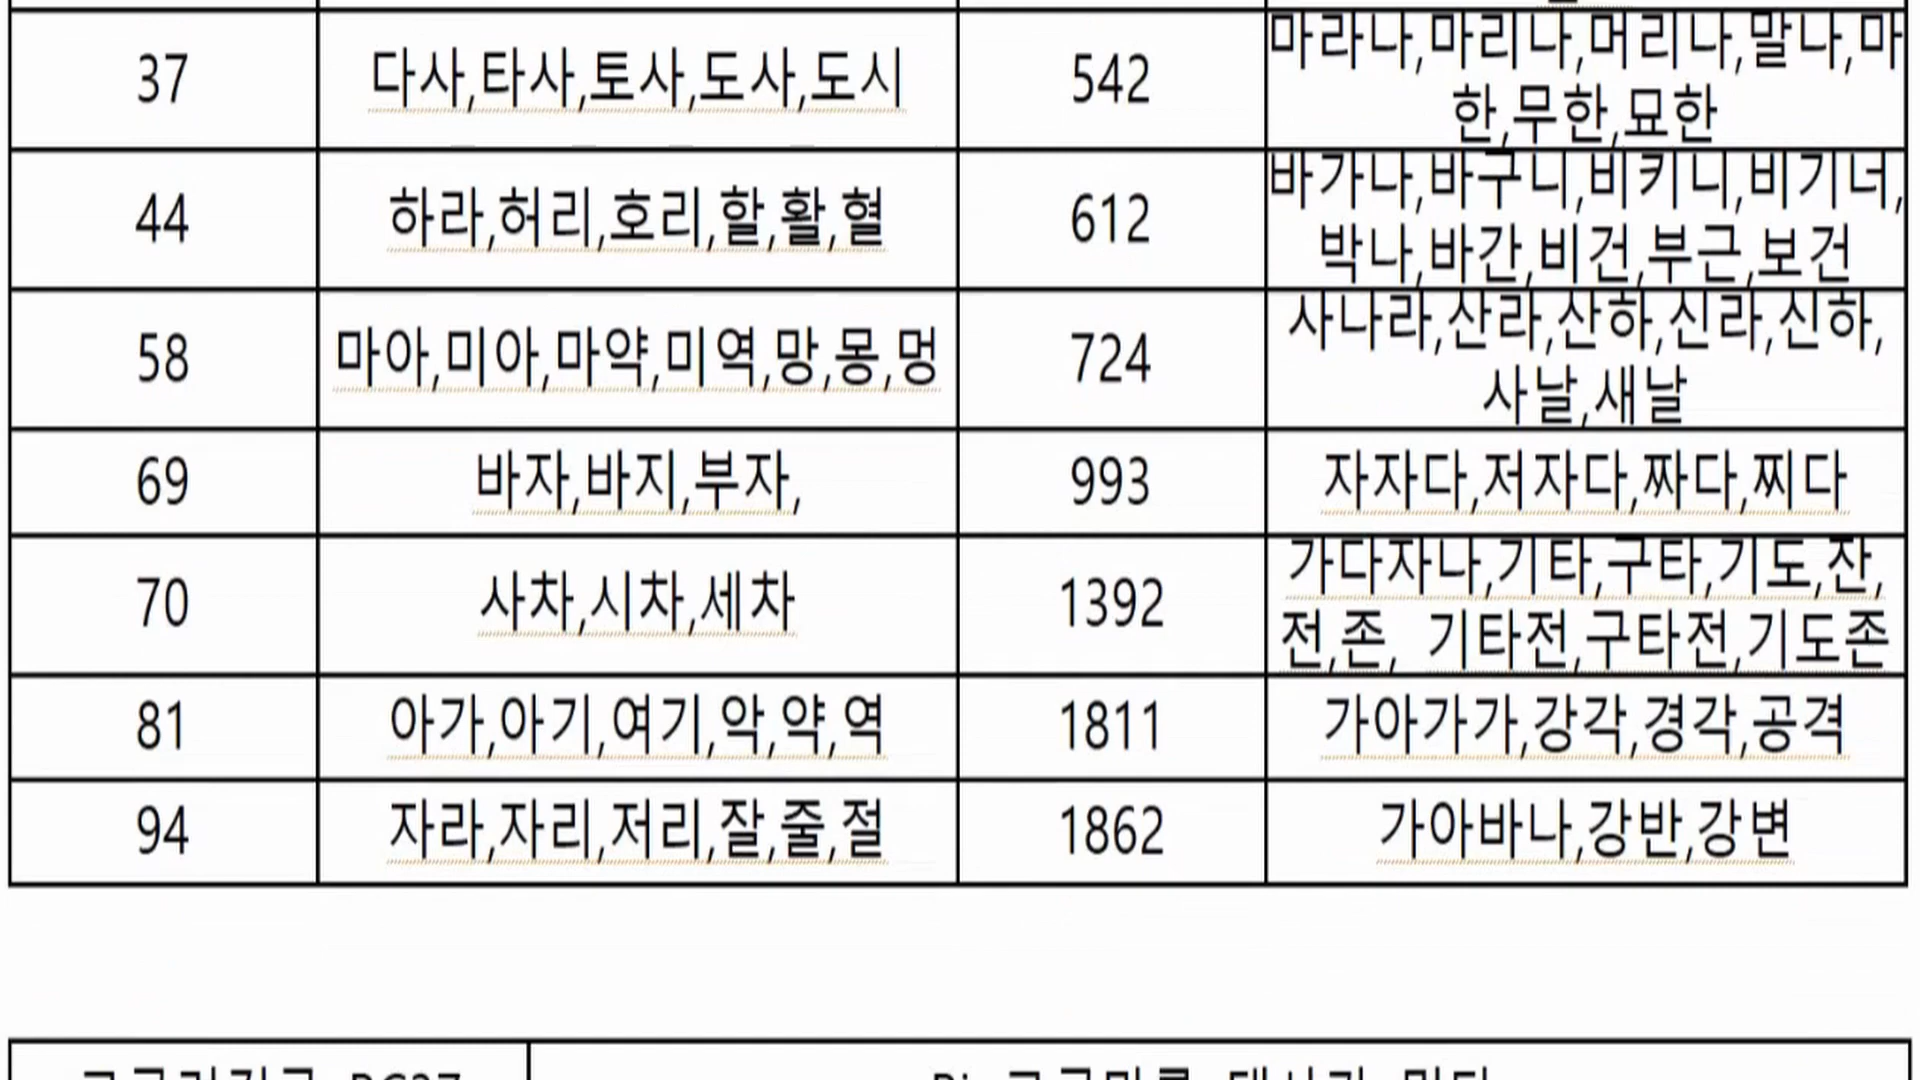 37 다사,타사,토사,도사,도시 542 마라나,마리나,머리나,말나,마
한,무한,묘한
44 하라,허리,호리,할,활,혈 612 바가나,바구니,비키니,비기너,
박나,바간,비건,부근,보건
58 마아,미아,마약,미역,망,몽,멍 724 사나라,산라,산하,신라,신하,
사날,새날
69 바자,바지,부자, 993 자자다,저자다,짜다,찌다
70 사차,시차,세차 1392 가다자나,기타,구타,기도,잔,
전,존, 기타전,구타전,기도존
81 아가,아기,여기,악,약,역 1811 가아가가,강각,경각,공격
94 자라,자리,저리,잘,줄,절 1862 가아바나,강반,강변